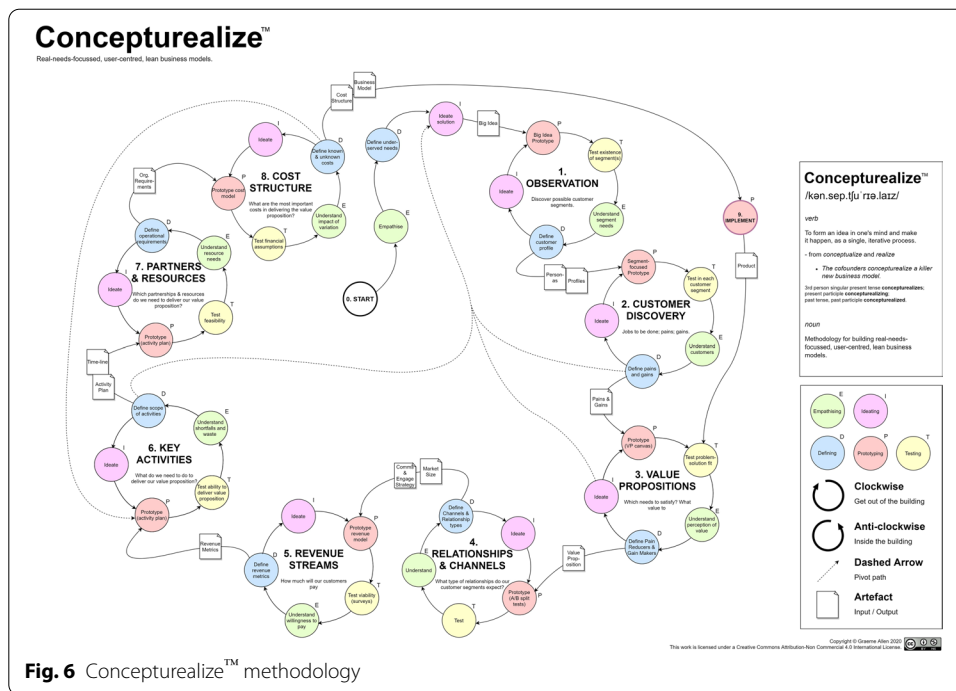 Concepturealize™
Real-needs-focussed, user-centred, lean business models.
0. START
E
Empathise
D
Define under-
served needs
I
Ideate
solution
Big Idea
P
Big Idea
Prototype
T
Test existence
of segment(s)
E
Understand
segment needs
D
Define
customer
profile
I
Ideate
1.
OBSERVATION
Discover possible
customer segments.
Person-
as
Profiles
P
Segment-
focused
Prototype
T
Test in each
customer
segment
E
Understand
customers
D
Define pains
and gains
I
Ideate
2. CUSTOMER
DISCOVERY
Jobs to be done; pains; gains.
Pains &
Gains
P
Prototype
(VP canvas)
T
Test problem-
solution fit
E
Understand
perception of
value
D
Define Pain
Reducers &
Gain Makers
I
Ideate
3. VALUE
PROPOSITIONS
Which needs to satisfy? What
value to
Value
Prop-
osition
P
Prototype
(A/B split
tests)
T
Test
E
Understand
D
Define
Channels &
Relationship
types
I
Ideate
4.
RELATIONSHIPS
& CHANNELS
What type of relationships do our
customer segments expect?
Market
Size
Comms
&
Engage
Strategy
P
Prototype
revenue
model
T
Test viability
(surveys)
E
Understand
willingness to
pay
D
Define
revenue
metrics
I
Ideate
5. REVENUE
STREAMS
How much will our customers
pay
Revenue
Metrics
P
Prototype
(activity plan)
T
Test ability to
deliver value
proposition
E
Understand
shortfalls and
waste
D
Define scope
of activities
I
Ideate
6. KEY
ACTIVITIES
What do we need to do to
deliver our value proposition?
Activity
Plan
Time-line
P
Prototype
(activity plan)
T
Test
feasibility
E
Understand
resource
needs
D
Define
operational
requirements
I
Ideate
7. PARTNERS
& RESOURCES
Which partnerships & resources
do we need to deliver our value
proposition?
Org.
Require-
ments
P
Prototype cost
model
T
Test financial
assumptions
E
Understand
impact of
variation
D
Define known
& unknown
costs
I
Ideate
8. COST
STRUCTURE
What are the most important
costs in delivering the value
proposition?
Cost
Structure
Business
Model
P
9.
IMPLEMENT
Product
Concepturealize™
/kən.sep.tʃuˈrɪə.laɪz/
verb
To form an idea in one's mind and make
it happen, as a single, iterative process.
- from conceptualize and realize
• The cofounders concepturealize a killer
new business model.
3rd person singular present tense concepturealizes;
present participle concepturealizing;
past tense, past participle concepturealized.
noun
Methodology for building real-needs-
focussed, user-centred, lean business
models.
E
Empathising
I
Ideating
D
Defining
P
Prototyping
T
Testing
Clockwise
Get out of the building
Anti-clockwise
Inside the building
Dashed Arrow
Pivot path
Artefact
Input / Output
Copyright © Graeme Allen 2020
This work is licensed under a Creative Commons Attribution-Non Commercial 4.0 International License.
Fig. 6 Concepturealize™ methodology